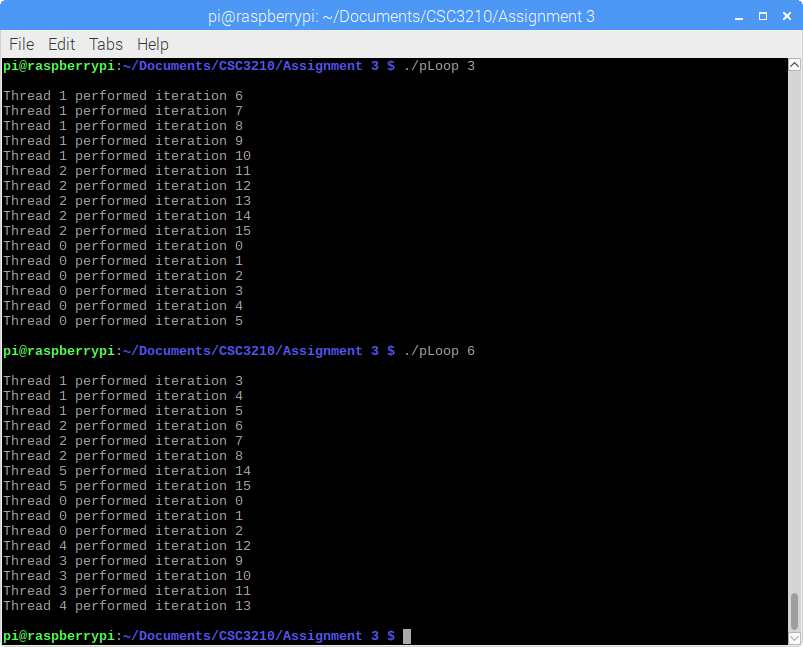 pi@raspberrypi: ~/Documents/CSC3210/Assignment 3
File Edit Tabs Help
pi@raspberrypi:~/Documents/CSC3210/Assignment 3 $ ./pLoop 3
Thread 1 performed iteration 6
Thread 1 performed iteration 7
Thread 1 performed iteration 8
Thread 1 performed iteration 9
Thread 1 performed iteration 10
Thread 2 performed iteration 11
Thread 2 performed iteration 12
Thread 2 performed iteration 13
Thread 2 performed iteration 14
Thread 2 performed iteration 15
Thread 0 performed iteration 0
Thread 0 performed iteration 1
Thread 0 performed iteration 2
Thread 0 performed iteration 3
Thread 0 performed iteration 4
Thread 0 performed iteration 5
pi@raspberrypi:~/Documents/CSC3210/Assignment 3 $ ./pLoop 6
Thread 1 performed iteration 3
Thread 1 performed iteration 4
Thread 1 performed iteration 5
Thread 2 performed iteration 6
Thread 2 performed iteration 7
Thread 2 performed iteration 8
Thread 5 performed iteration 14
Thread 5 performed iteration 15
Thread 0 performed iteration 0
Thread 0 performed iteration 1
Thread 0 performed iteration 2
Thread 4 performed iteration 12
Thread 3 performed iteration 9
Thread 3 performed iteration 10
Thread 3 performed iteration 11
Thread 4 performed iteration 13
pi@raspberrypi:~/Documents/CSC3210/Assignment 3 $